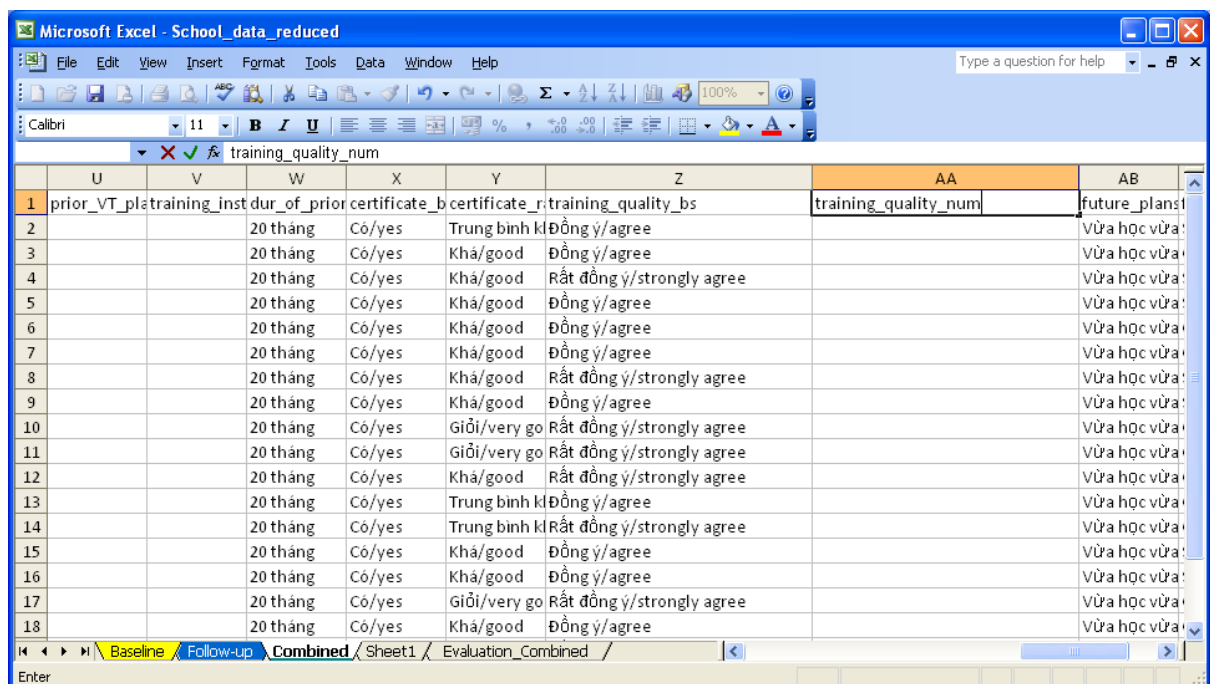 Microsoft Excel - School_data_reduced
File Edit View Insert Format Tools Data Window Help Type a question for help
100%
Calibri 11 B I U
training_quality_num
U V W X Y Z AA AB
1 prior_VT_pla training_inst dur_of_prior certificate_b certificate_r training_quality_bs training_quality_num future_plans
2 20 tháng Có/yes Trung bình k Đồng ý/agree Vừa học vừa
3 20 tháng Có/yes Khá/good Đồng ý/agree Vừa học vừa
4 20 tháng Có/yes Khá/good Rất đồng ý/strongly agree Vừa học vừa
5 20 tháng Có/yes Khá/good Đồng ý/agree Vừa học vừa
6 20 tháng Có/yes Khá/good Đồng ý/agree Vừa học vừa
7 20 tháng Có/yes Khá/good Đồng ý/agree Vừa học vừa
8 20 tháng Có/yes Khá/good Rất đồng ý/strongly agree Vừa học vừa
9 20 tháng Có/yes Khá/good Đồng ý/agree Vừa học vừa
10 20 tháng Có/yes Giỏi/very go Rất đồng ý/strongly agree Vừa học vừa
11 20 tháng Có/yes Giỏi/very go Rất đồng ý/strongly agree Vừa học vừa
12 20 tháng Có/yes Khá/good Rất đồng ý/strongly agree Vừa học vừa
13 20 tháng Có/yes Trung bình k Đồng ý/agree Vừa học vừa
14 20 tháng Có/yes Trung bình k Rất đồng ý/strongly agree Vừa học vừa
15 20 tháng Có/yes Khá/good Đồng ý/agree Vừa học vừa
16 20 tháng Có/yes Khá/good Đồng ý/agree Vừa học vừa
17 20 tháng Có/yes Giỏi/very go Rất đồng ý/strongly agree Vừa học vừa
18 20 tháng Có/yes Khá/good Đồng ý/agree Vừa học vừa
Baseline Follow-up Combined Sheet1 Evaluation_Combined
Enter